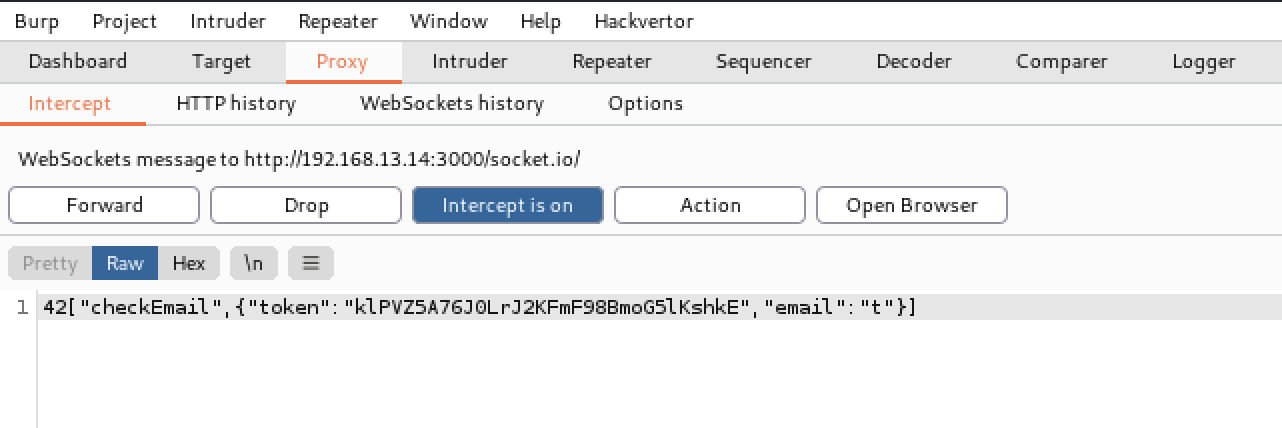 Burp Project Intruder Repeater Window Help Hackvertor
Dashboard Target Proxy Intruder Repeater Sequencer Decoder Comparer Logger
Intercept HTTP history WebSockets history Options
WebSockets message to http://192.168.13.14:3000/socket.io/
Forward Drop Intercept is on Action Open Browser
Pretty Raw Hex \n ≡
1 42["checkEmail",{"token":"klPVZ5A76J0LrJ2KFmF98BmoG5lKshkE","email":"t"}]